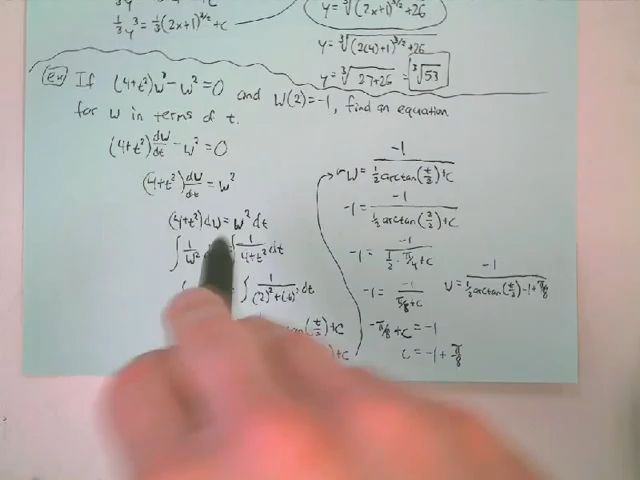 1/3 y³ = 1/3 (2x+1)^(3/2) + c
y = ∛((2x+1)^(3/2) + 26)
y = ∛((2(4)+1)^(3/2) + 26)
y = ∛(27+26) = ∛53
Ex If (4+t²)w' - w² = 0 and w(2) = -1, find an equation
for w in terms of t.
(4+t²) dw/dt - w² = 0
(4+t²) dw/dt = w²
(4+t²) dw = w² dt
∫ 1/w² = ∫ 1/(4+t²) dt
∫ 1/((2)²+(t)²) dt
arctan(t/2) + c
+ c
w = -1/(1/2 arctan(t/2) + c)
-1 = -1/(1/2 arctan(2/2) + c)
-1 = -1/(1/2 · π/4 + c)
-1 = -1/(π/8 + c)
-π/8 + c = -1
c = -1 + π/8
w = -1/(1/2 arctan(t/2) - 1 + π/8)